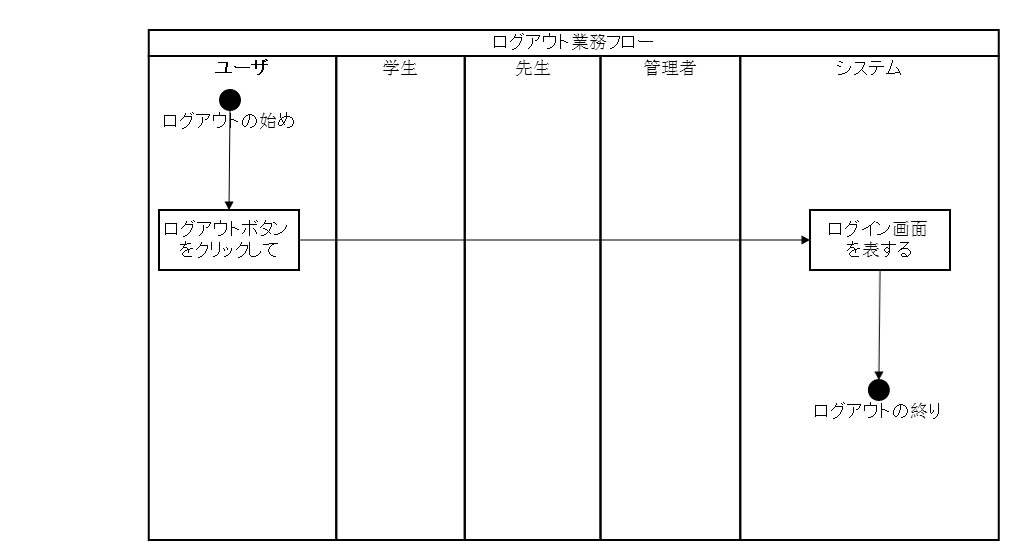 ログアウト業務フロー
ユーザ
学生
先生
管理者
システム
ログアウトの始め
ログアウトボタン
をクリックして
ログイン画面
を表する
ログアウトの終り